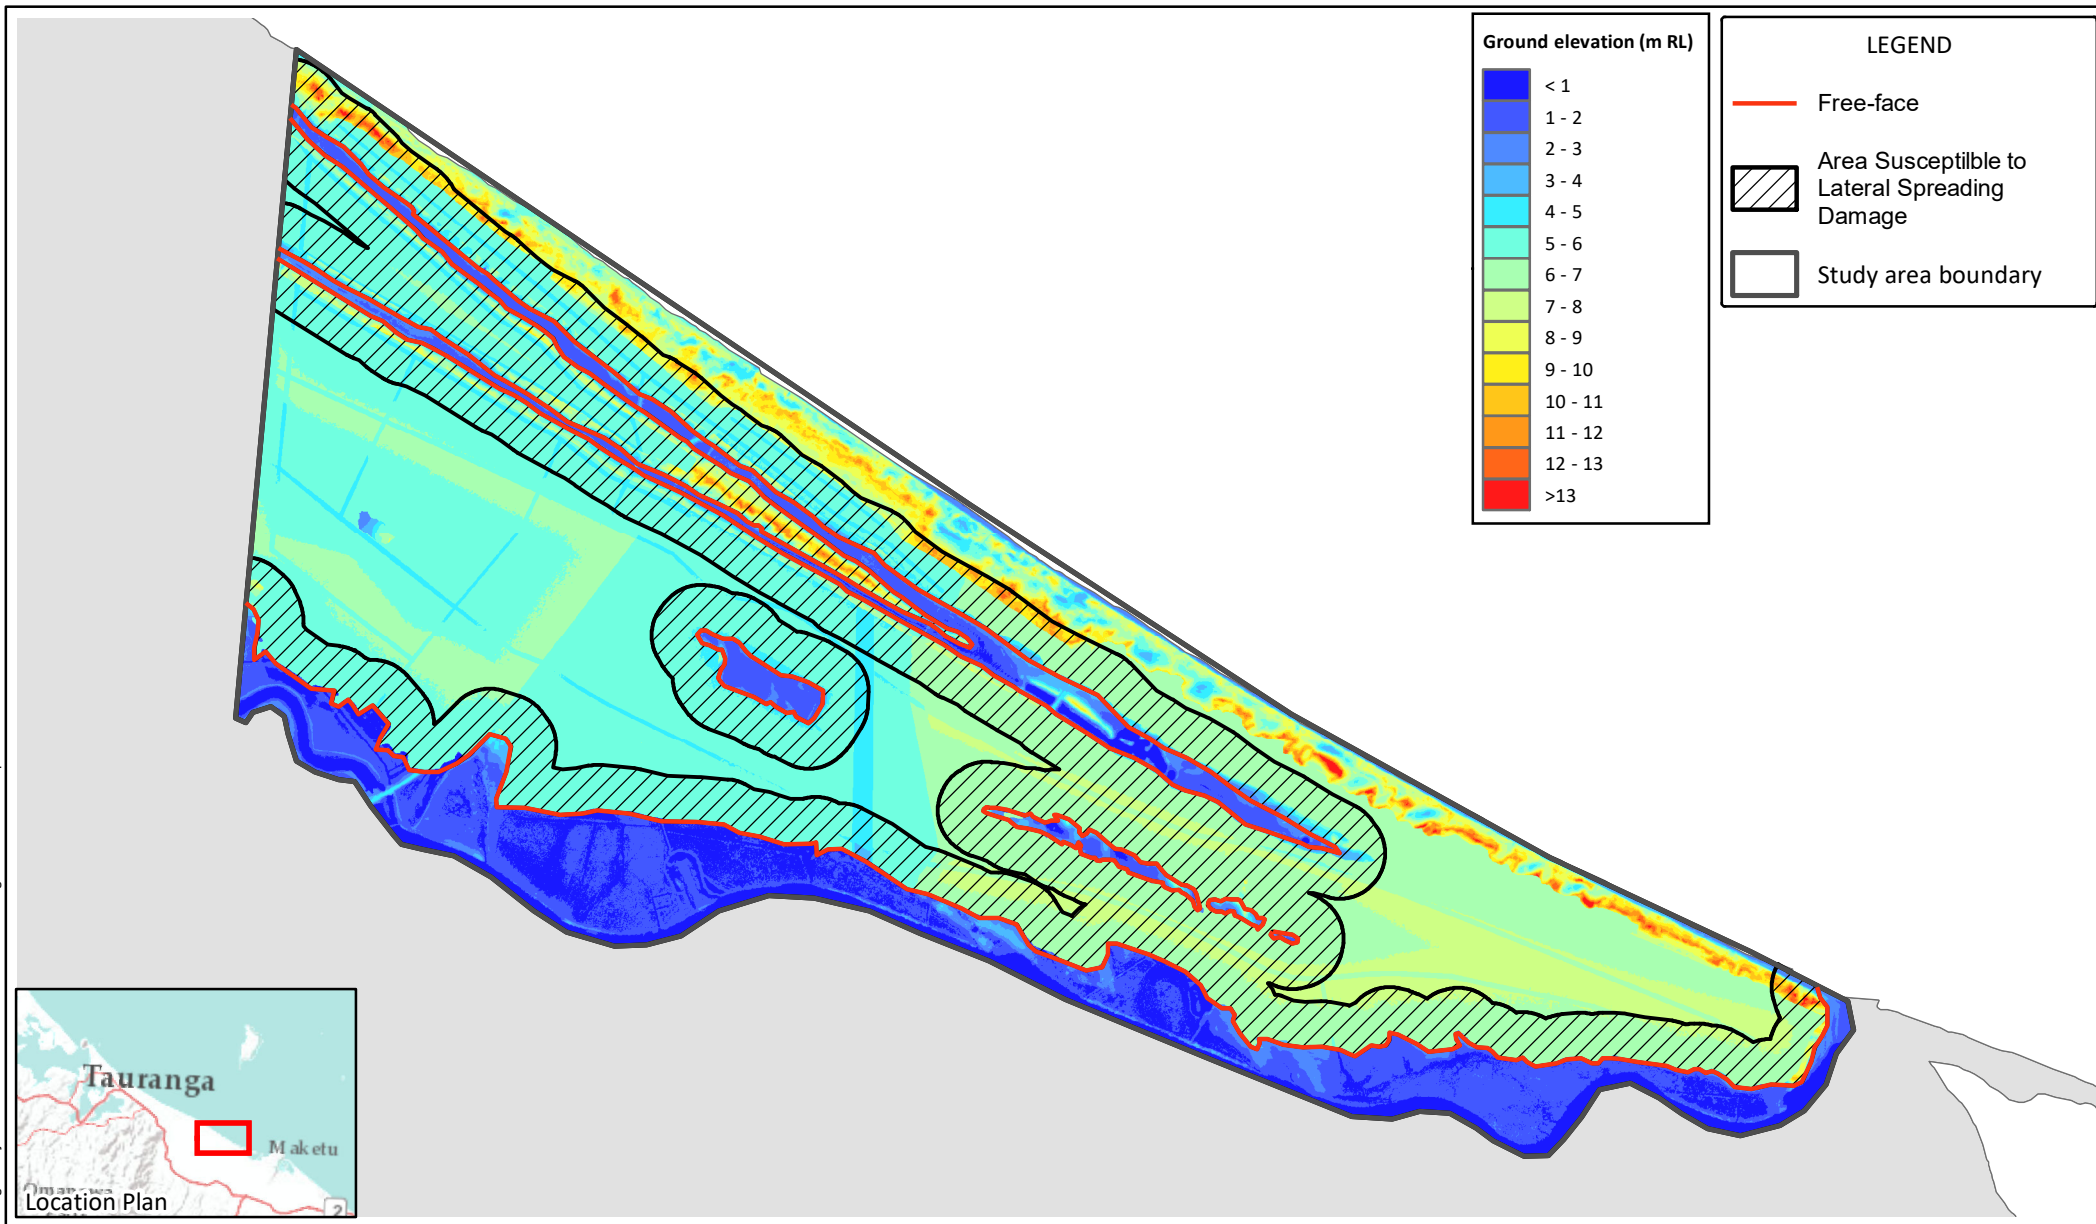 Ground elevation (m RL)
< 1
1 - 2
2 - 3
3 - 4
4 - 5
5 - 6
6 - 7
7 - 8
8 - 9
9 - 10
10 - 11
11 - 12
12 - 13
>13
LEGEND
Free-face
Area Susceptilble to
Lateral Spreading
Damage
Study area boundary
Tauranga
Maketu
Location Plan
2